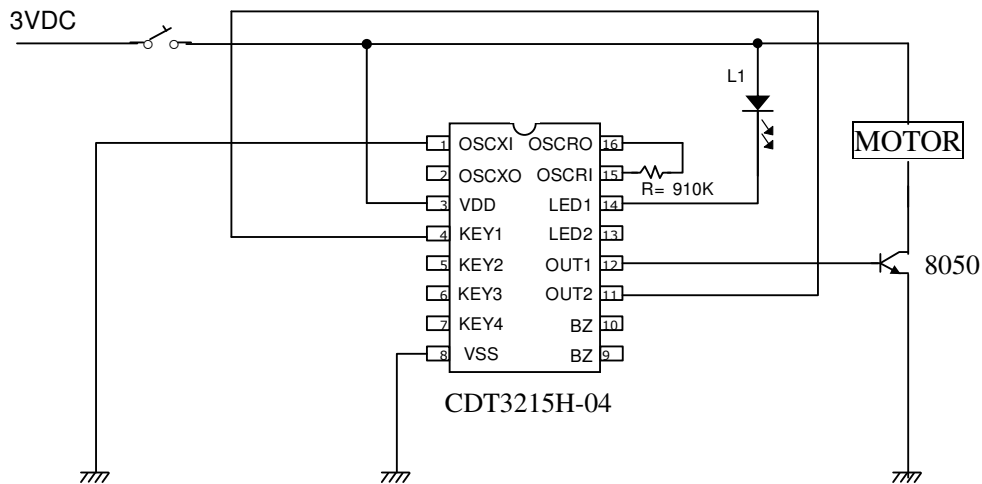 3VDC
L1
MOTOR
1 OSCXI OSCRO 16
2 OSCXO OSCRI 15
R= 910K
3 VDD LED1 14
4 KEY1 LED2 13
5 KEY2 OUT1 12
8050
6 KEY3 OUT2 11
7 KEY4 BZ 10
8 VSS BZ 9
CDT3215H-04